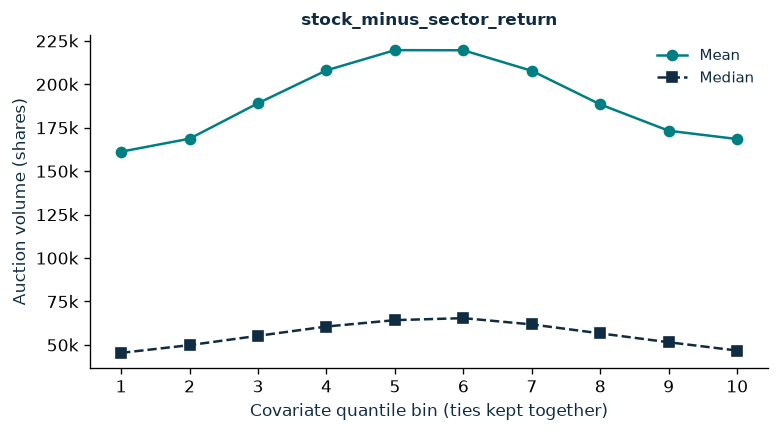 stock_minus_sector_return
Auction volume (shares)
225k
200k
175k
150k
125k
100k
75k
50k
Mean
Median
1 2 3 4 5 6 7 8 9 10
Covariate quantile bin (ties kept together)